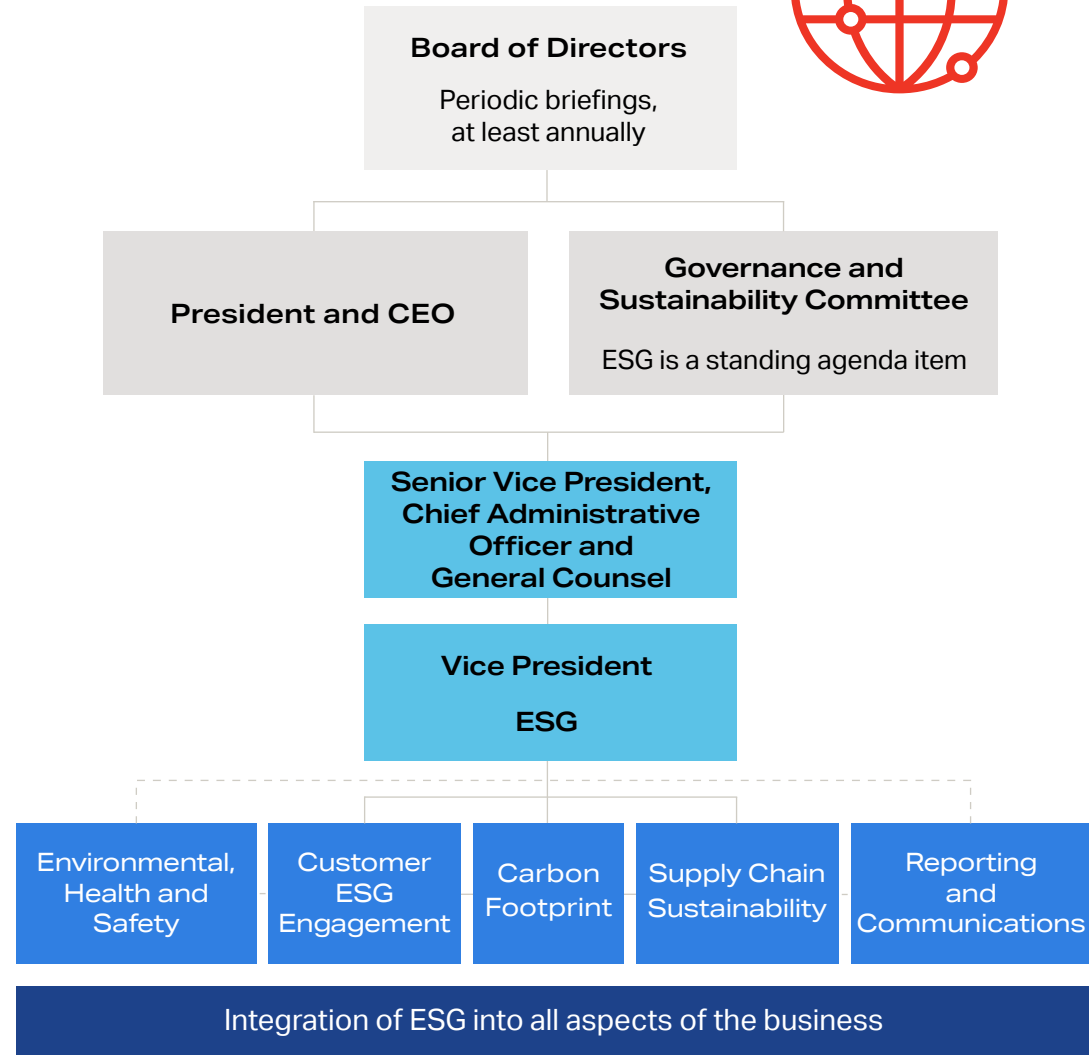 Board of Directors
Periodic briefings,
at least annually
President and CEO
Governance and
Sustainability Committee
ESG is a standing agenda item
Senior Vice President,
Chief Administrative
Officer and
General Counsel
Vice President
ESG
Environmental,
Health and
Safety
Customer
ESG
Engagement
Carbon
Footprint
Supply Chain
Sustainability
Reporting
and
Communications
Integration of ESG into all aspects of the business